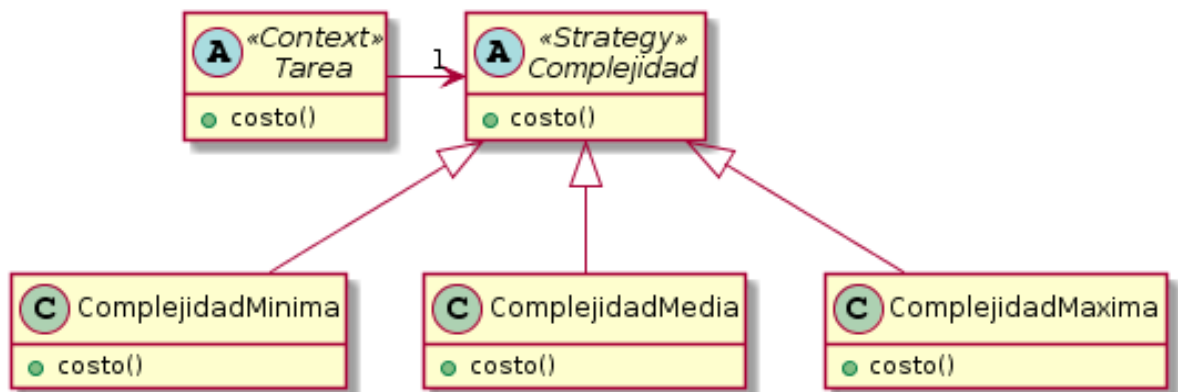 A «Context»
Tarea
costo()
1
A «Strategy»
Complejidad
costo()
C ComplejidadMinima
costo()
C ComplejidadMedia
costo()
C ComplejidadMaxima
costo()